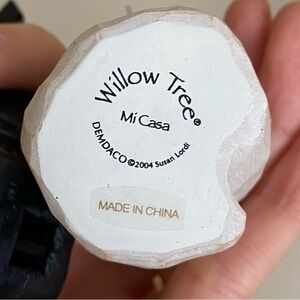 Willow Tree®
Mi Casa
DEMDACO ©2004 Susan Lordi
MADE IN CHINA